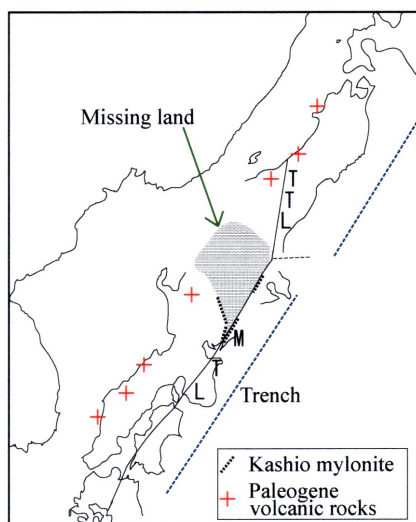 Missing land
T
T
L
M
T
L
Trench
Kashio mylonite
Paleogene
volcanic rocks